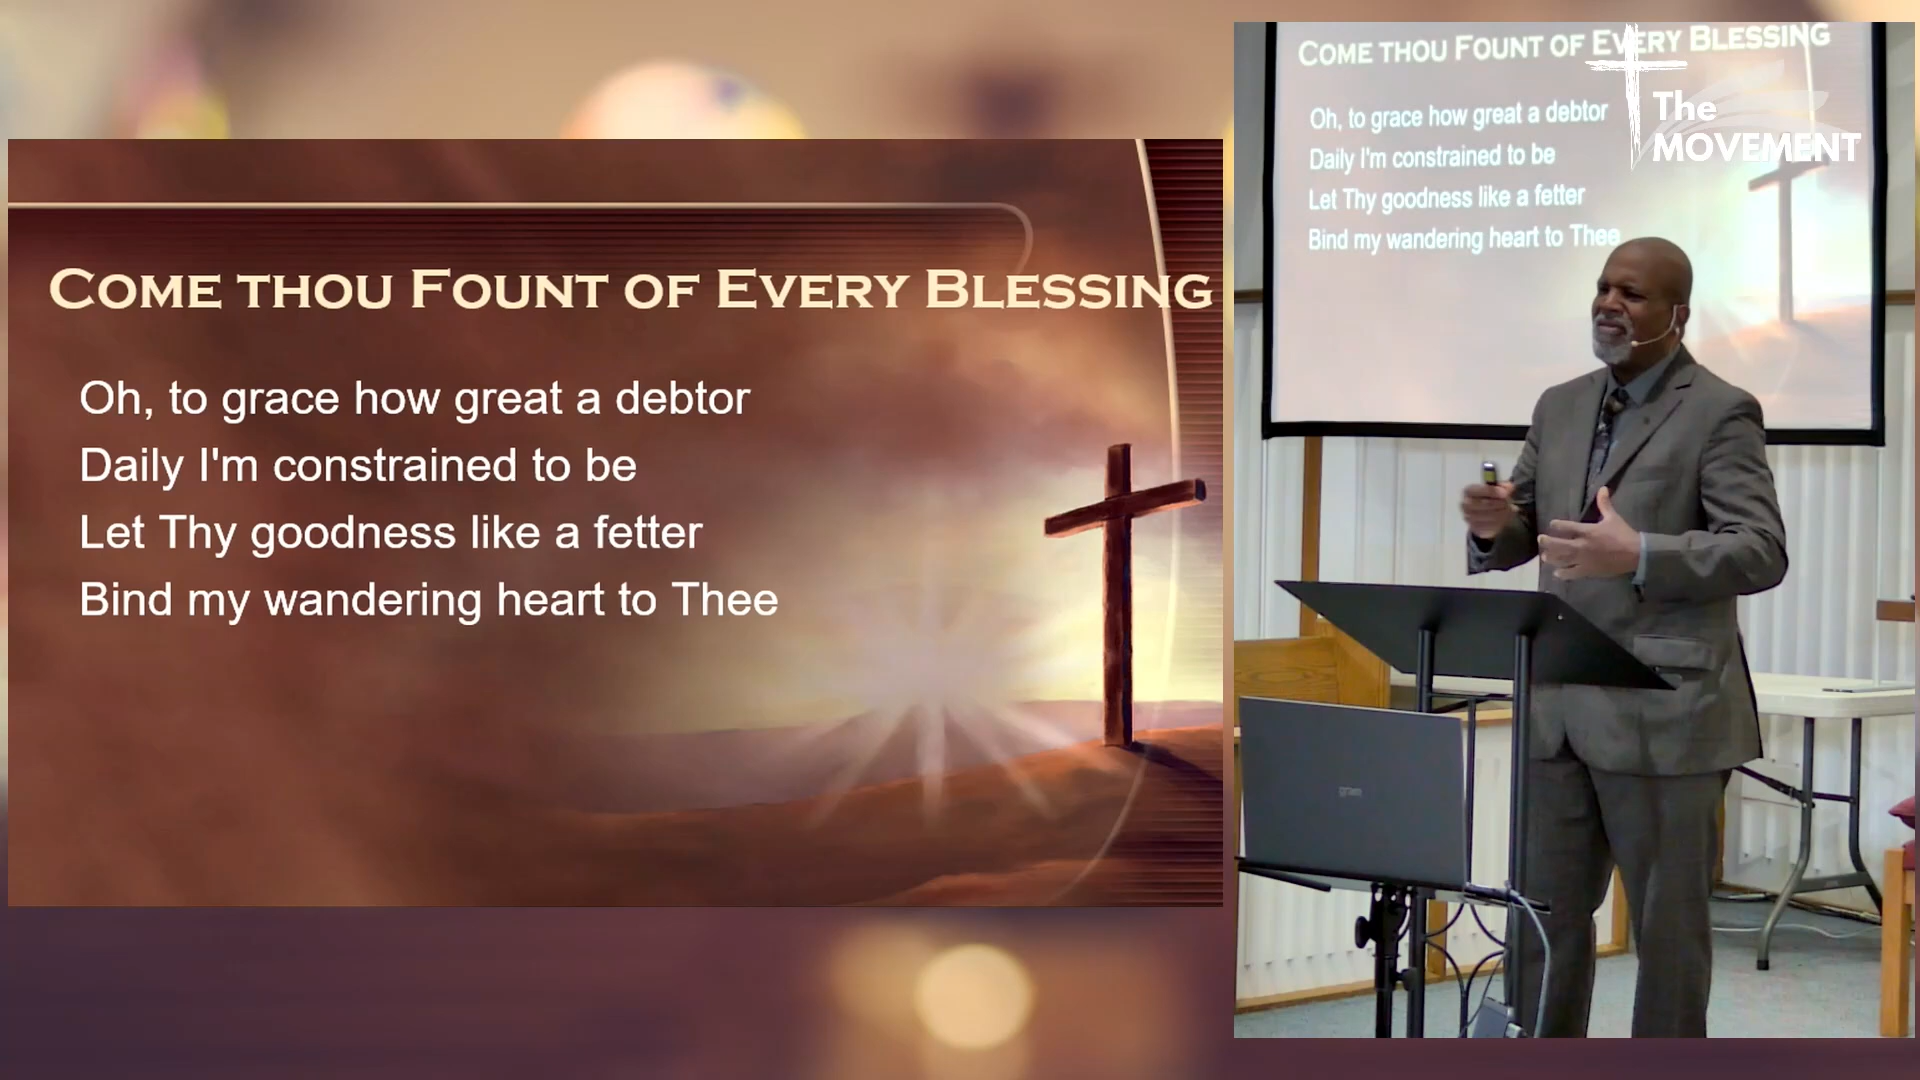 COME THOU FOUNT OF EVERY BLESSING
Oh, to grace how great a debtor
Daily I'm constrained to be
Let Thy goodness like a fetter
Bind my wandering heart to Thee
COME THOU FOUNT OF EVERY BLESSING
Oh, to grace how great a debtor
Daily I'm constrained to be
Let Thy goodness like a fetter
Bind my wandering heart to Thee
The
MOVEMENT
gram